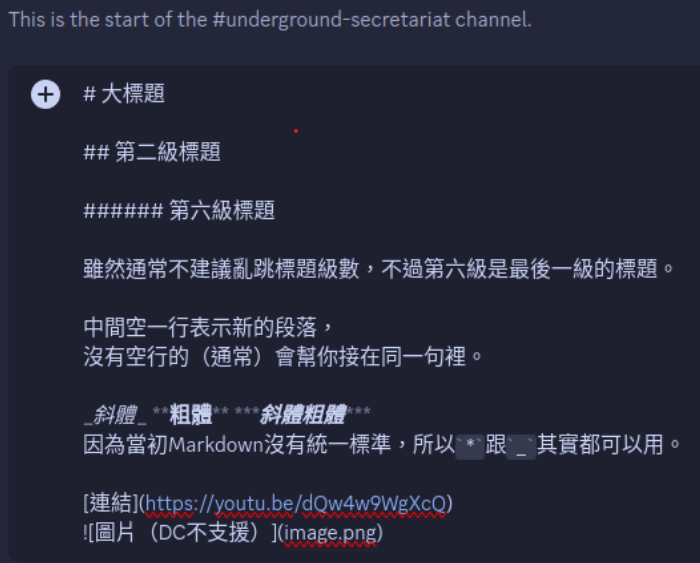 This is the start of the #underground-secretariat channel.
# 大標題
## 第二級標題
###### 第六級標題
雖然通常不建議亂跳標題級數，不過第六級是最後一級的標題。
中間空一行表示新的段落，
沒有空行的（通常）會幫你接在同一句裡。
_斜體_ **粗體** ***斜體粗體***
因為當初Markdown沒有統一標準，所以`*`跟`_`其實都可以用。
[連結](https://youtu.be/dQw4w9WgXcQ)
![圖片（DC不支援）](image.png)